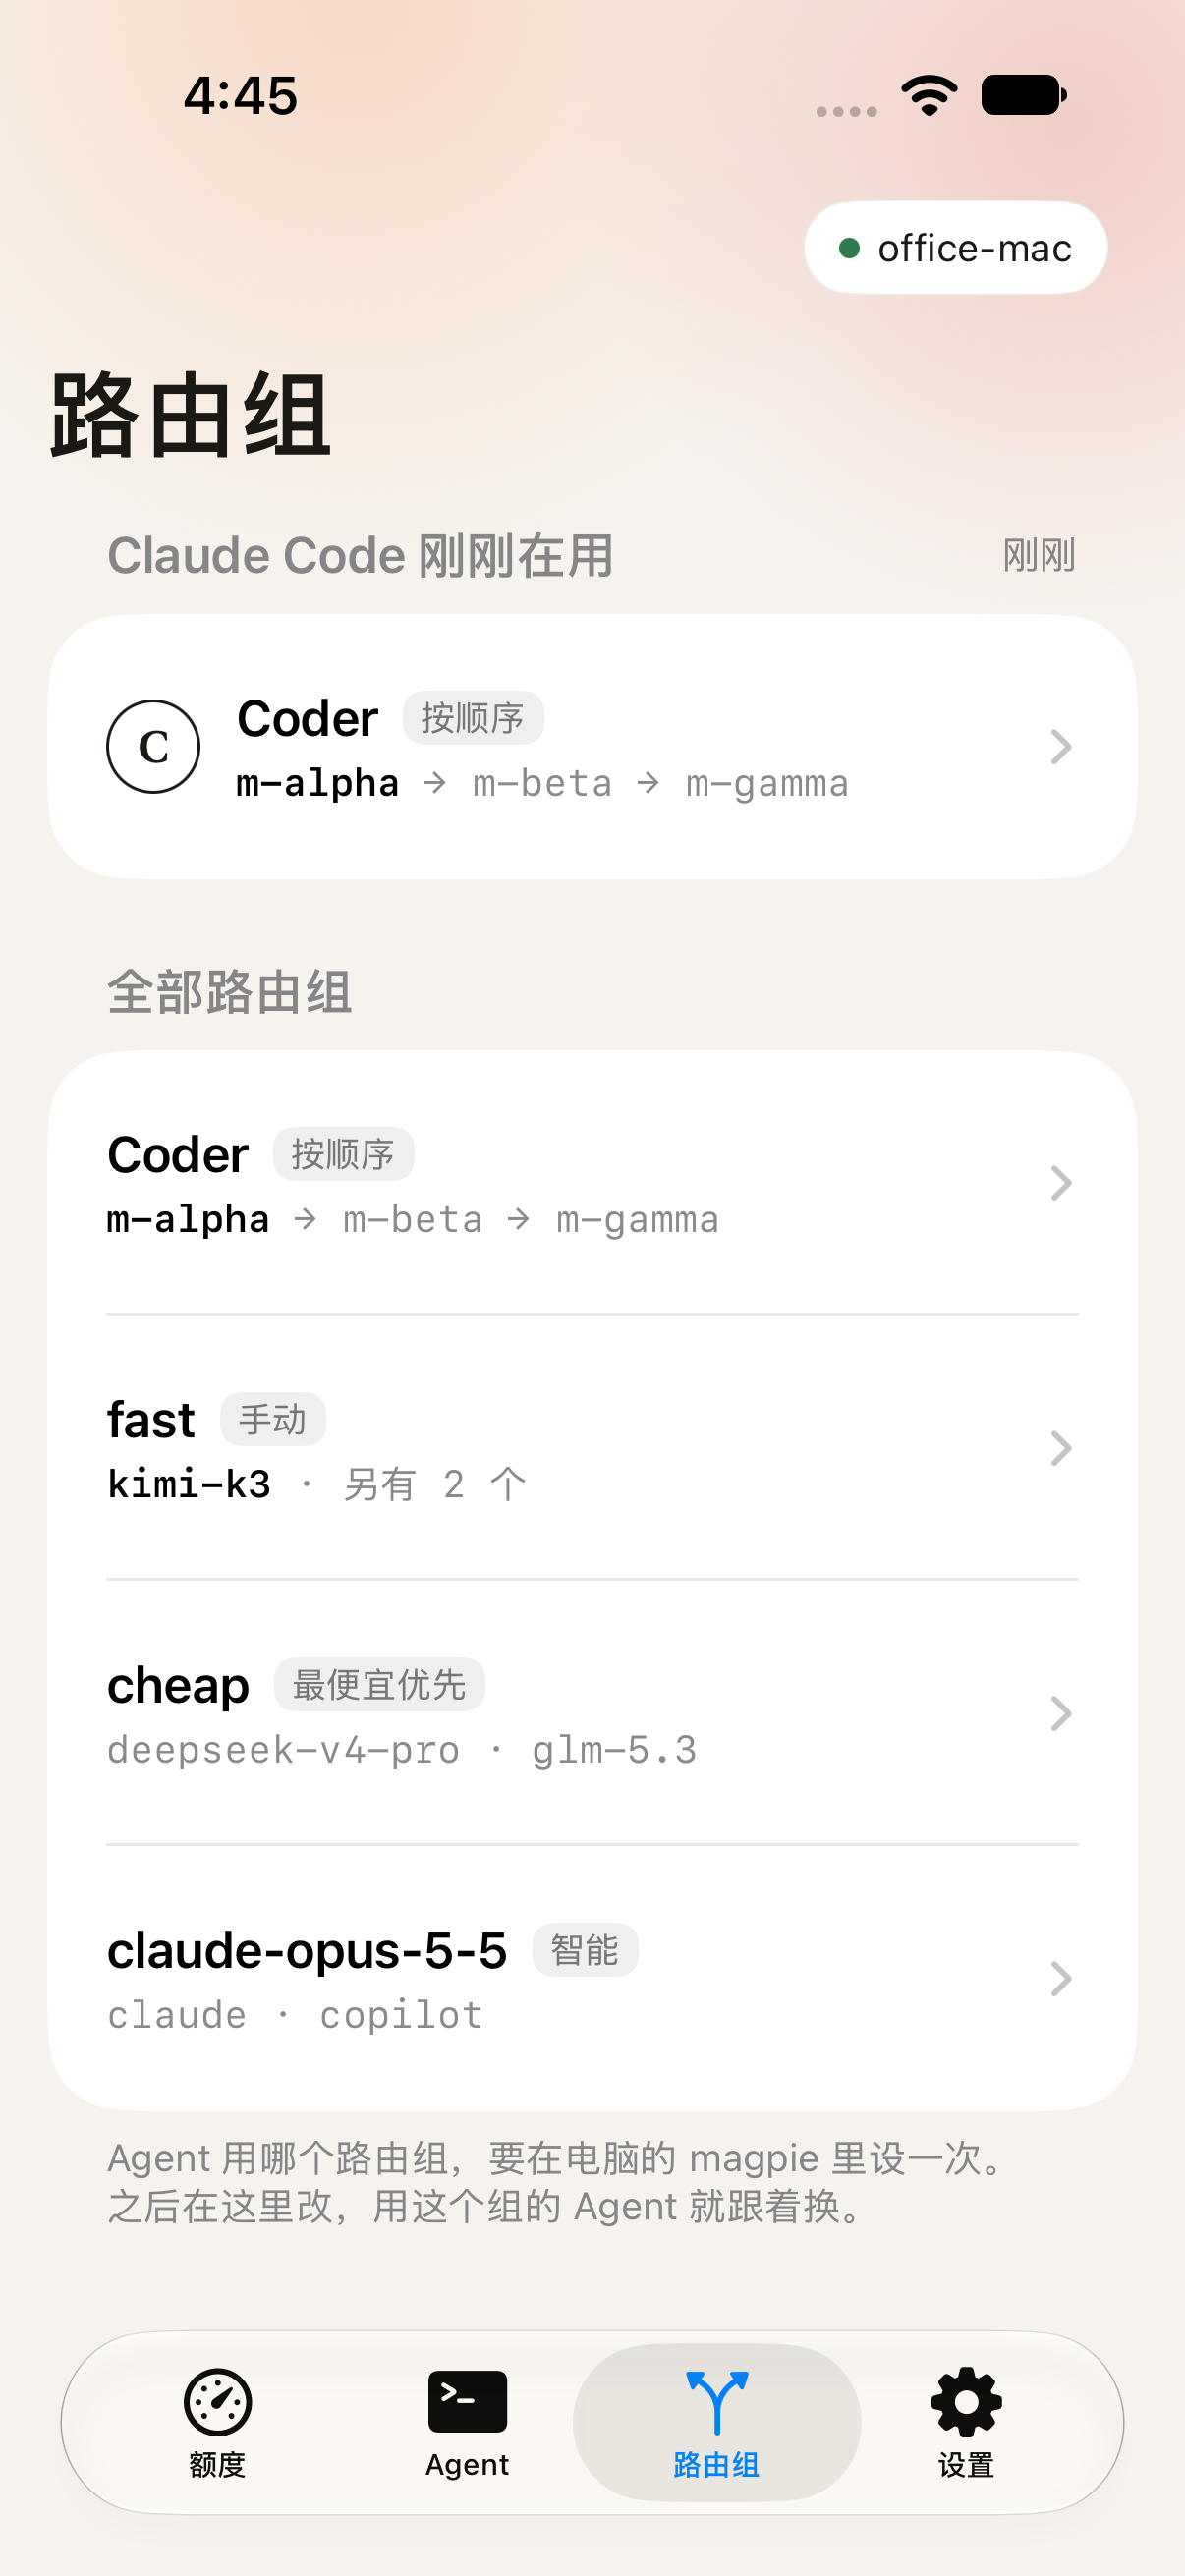 4:45
office-mac
路由组
Claude Code 刚刚在用
刚刚
C
Coder 按顺序
m-alpha → m-beta → m-gamma
全部路由组
Coder 按顺序
m-alpha → m-beta → m-gamma
fast 手动
kimi-k3 · 另有 2 个
cheap 最便宜优先
deepseek-v4-pro · glm-5.3
claude-opus-5-5 智能
claude · copilot
Agent 用哪个路由组，要在电脑的 magpie 里设一次。
之后在这里改，用这个组的 Agent 就跟着换。
额度
Agent
路由组
设置